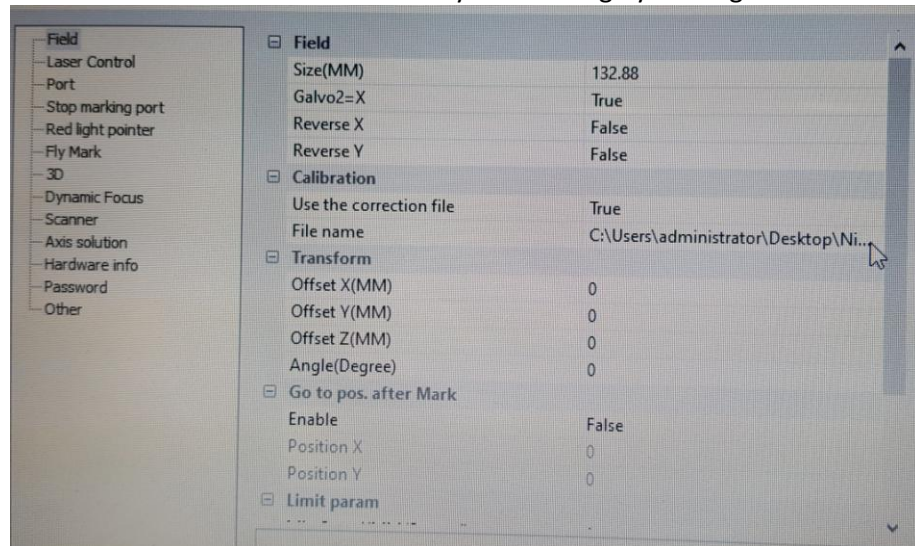 Field
Laser Control
Port
Stop marking port
Red light pointer
Fly Mark
3D
Dynamic Focus
Scanner
Axis solution
Hardware info
Password
Other
Field
Size(MM) 132.88
Galvo2=X True
Reverse X False
Reverse Y False
Calibration
Use the correction file True
File name C:\Users\administrator\Desktop\Ni...
Transform
Offset X(MM) 0
Offset Y(MM) 0
Offset Z(MM) 0
Angle(Degree) 0
Go to pos. after Mark
Enable False
Position X 0
Position Y 0
Limit param